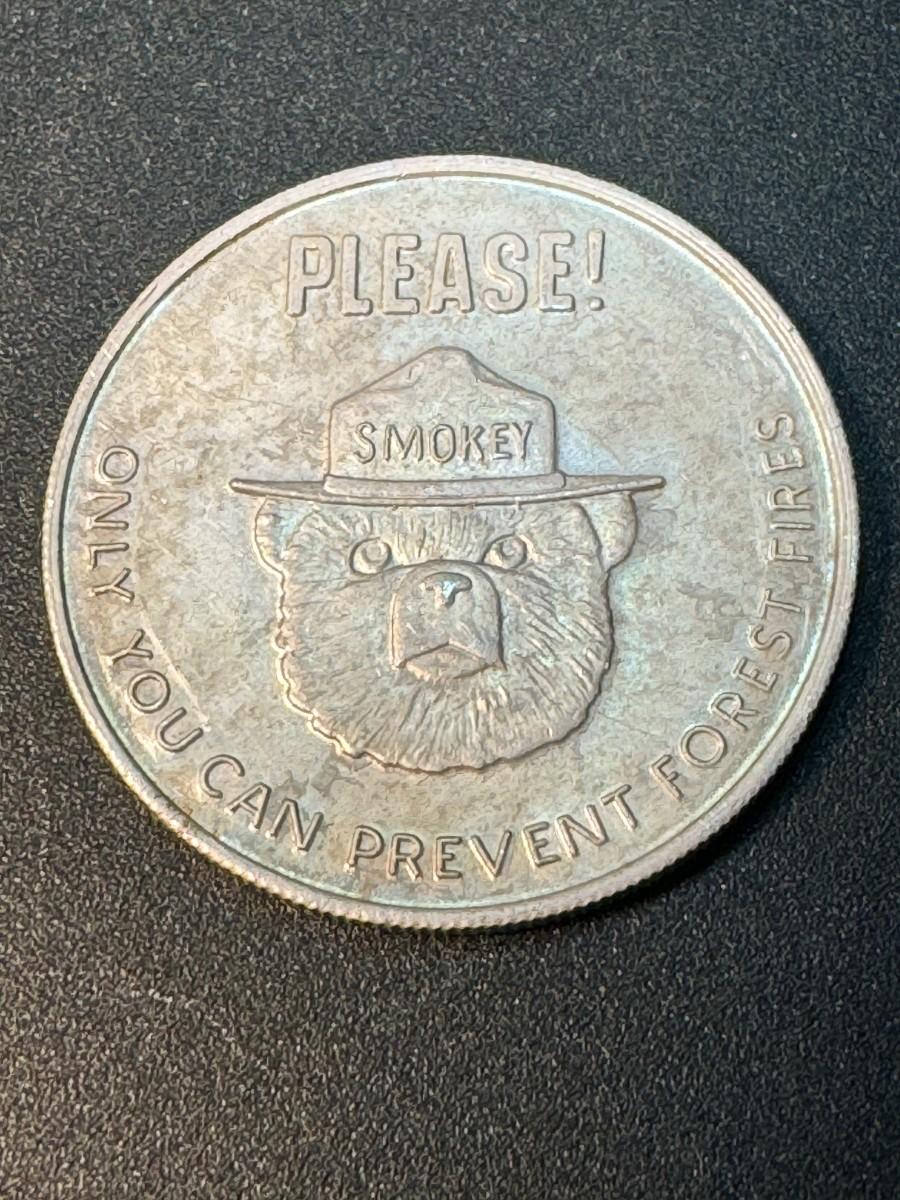 PLEASE!
SMOKEY
ONLY YOU CAN PREVENT FOREST FIRES